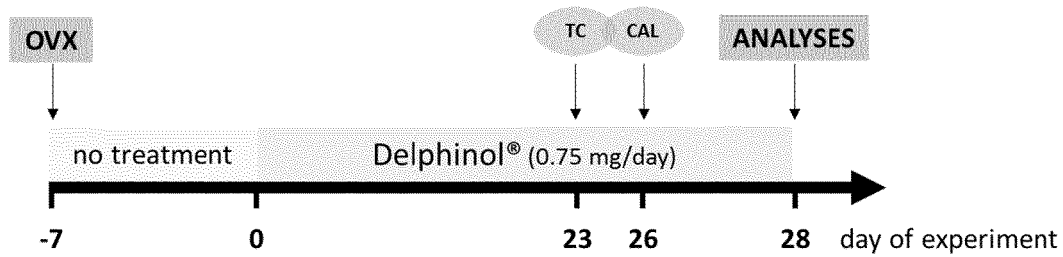 OVX TC CAL ANALYSES
no treatment Delphinol® (0.75 mg/day)
-7 0 23 26 28 day of experiment